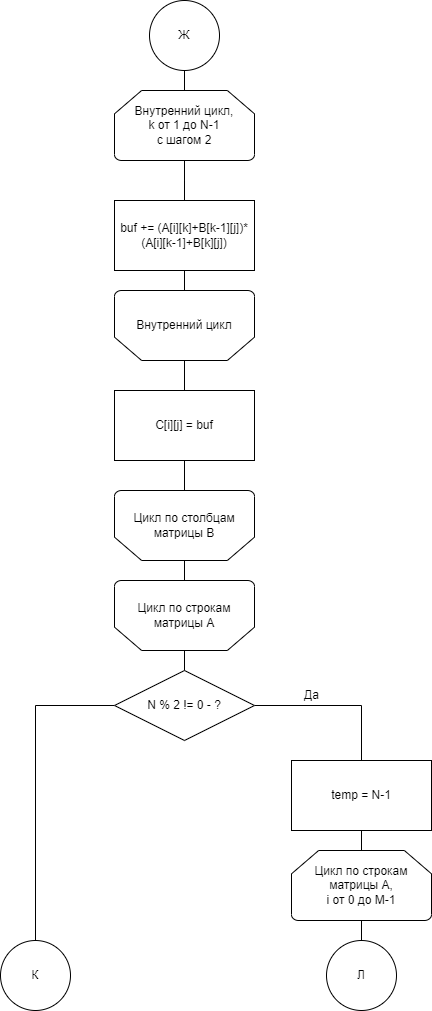 Ж
Внутренний цикл,
k от 1 до N-1
с шагом 2
buf += (A[i][k]+B[k-1][j])*
(A[i][k-1]+B[k][j])
Внутренний цикл
C[i][j] = buf
Цикл по столбцам
матрицы B
Цикл по строкам
матрицы A
N % 2 != 0 - ?
Да
temp = N-1
Цикл по строкам
матрицы A,
i от 0 до M-1
К
Л